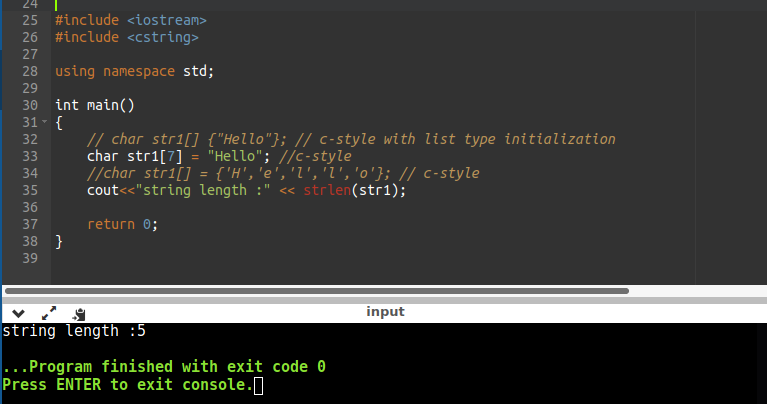 24
25 #include <iostream>
26 #include <cstring>
27
28 using namespace std;
29
30 int main()
31 {
32     // char str1[] {"Hello"}; // c-style with list type initialization
33     char str1[7] = "Hello"; //c-style
34     //char str1[] = {'H','e','l','l','o'}; // c-style
35     cout<<"string length :" << strlen(str1);
36
37     return 0;
38 }
39
input
string length :5
...Program finished with exit code 0
Press ENTER to exit console.